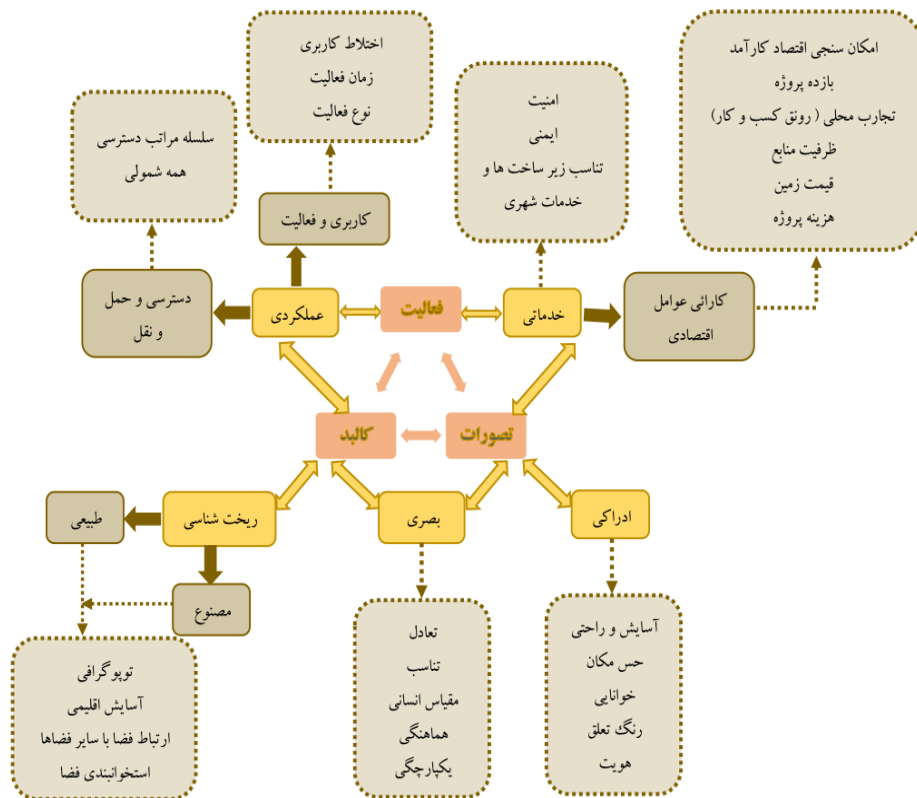 امکان سنجی اقتصاد کارآمد
بازده پروژه
تجارب محلی ( رونق کسب و کار)
ظرفیت منابع
قیمت زمین
هزینه پروژه
امنیت
ایمنی
تناسب زیر ساخت ها و
خدمات شهری
اختلاط کاربری
زمان فعالیت
نوع فعالیت
سلسله مراتب دسترسی
همه شمولی
کاربری و فعالیت
کارائی عوامل
اقتصادی
خدماتی
فعالیت
عملکردی
دسترسی و حمل
و نقل
تصورات
کالبد
ادراکی
بصری
ریخت شناسی
طبیعی
مصنوع
آسایش و راحتی
حس مکان
خوانایی
رنگ تعلق
هویت
تعادل
تناسب
مقیاس انسانی
هماهنگی
یکپارچگی
توپوگرافی
آسایش اقلیمی
ارتباط فضا با سایر فضاها
استخوانبندی فضا